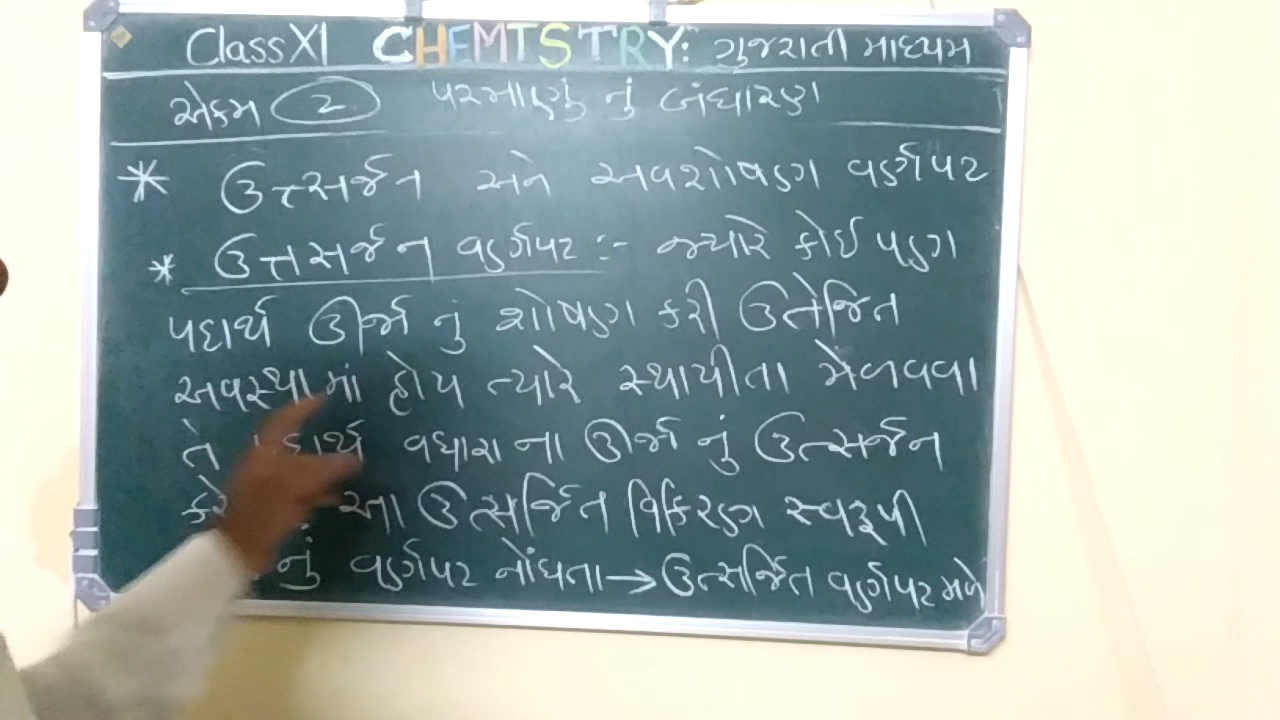 Class XI CHEMISTRY: ગુજરાતી માધ્યમ
એકમ 2 પરમાણું નું બંધારણ
* ઉત્સર્જન અને અવશોષણ વર્ણપટ
* ઉત્તસર્જન વર્ણપટ :- જ્યારે કોઈ પણ
પદાર્થ ઊર્જા નું શોષણ કરી ઉત્તેજિત
અવસ્થામાં હોય ત્યારે સ્થાયીતા મેળવવા
તે વધારા ના ઊર્જા નું ઉત્સર્જન
કરે આ ઉત્સર્જિત વિકિરણ સ્વરૂપી
નું વર્ણપટ નોંધતા → ઉત્સર્જિત વર્ણપટ મળે